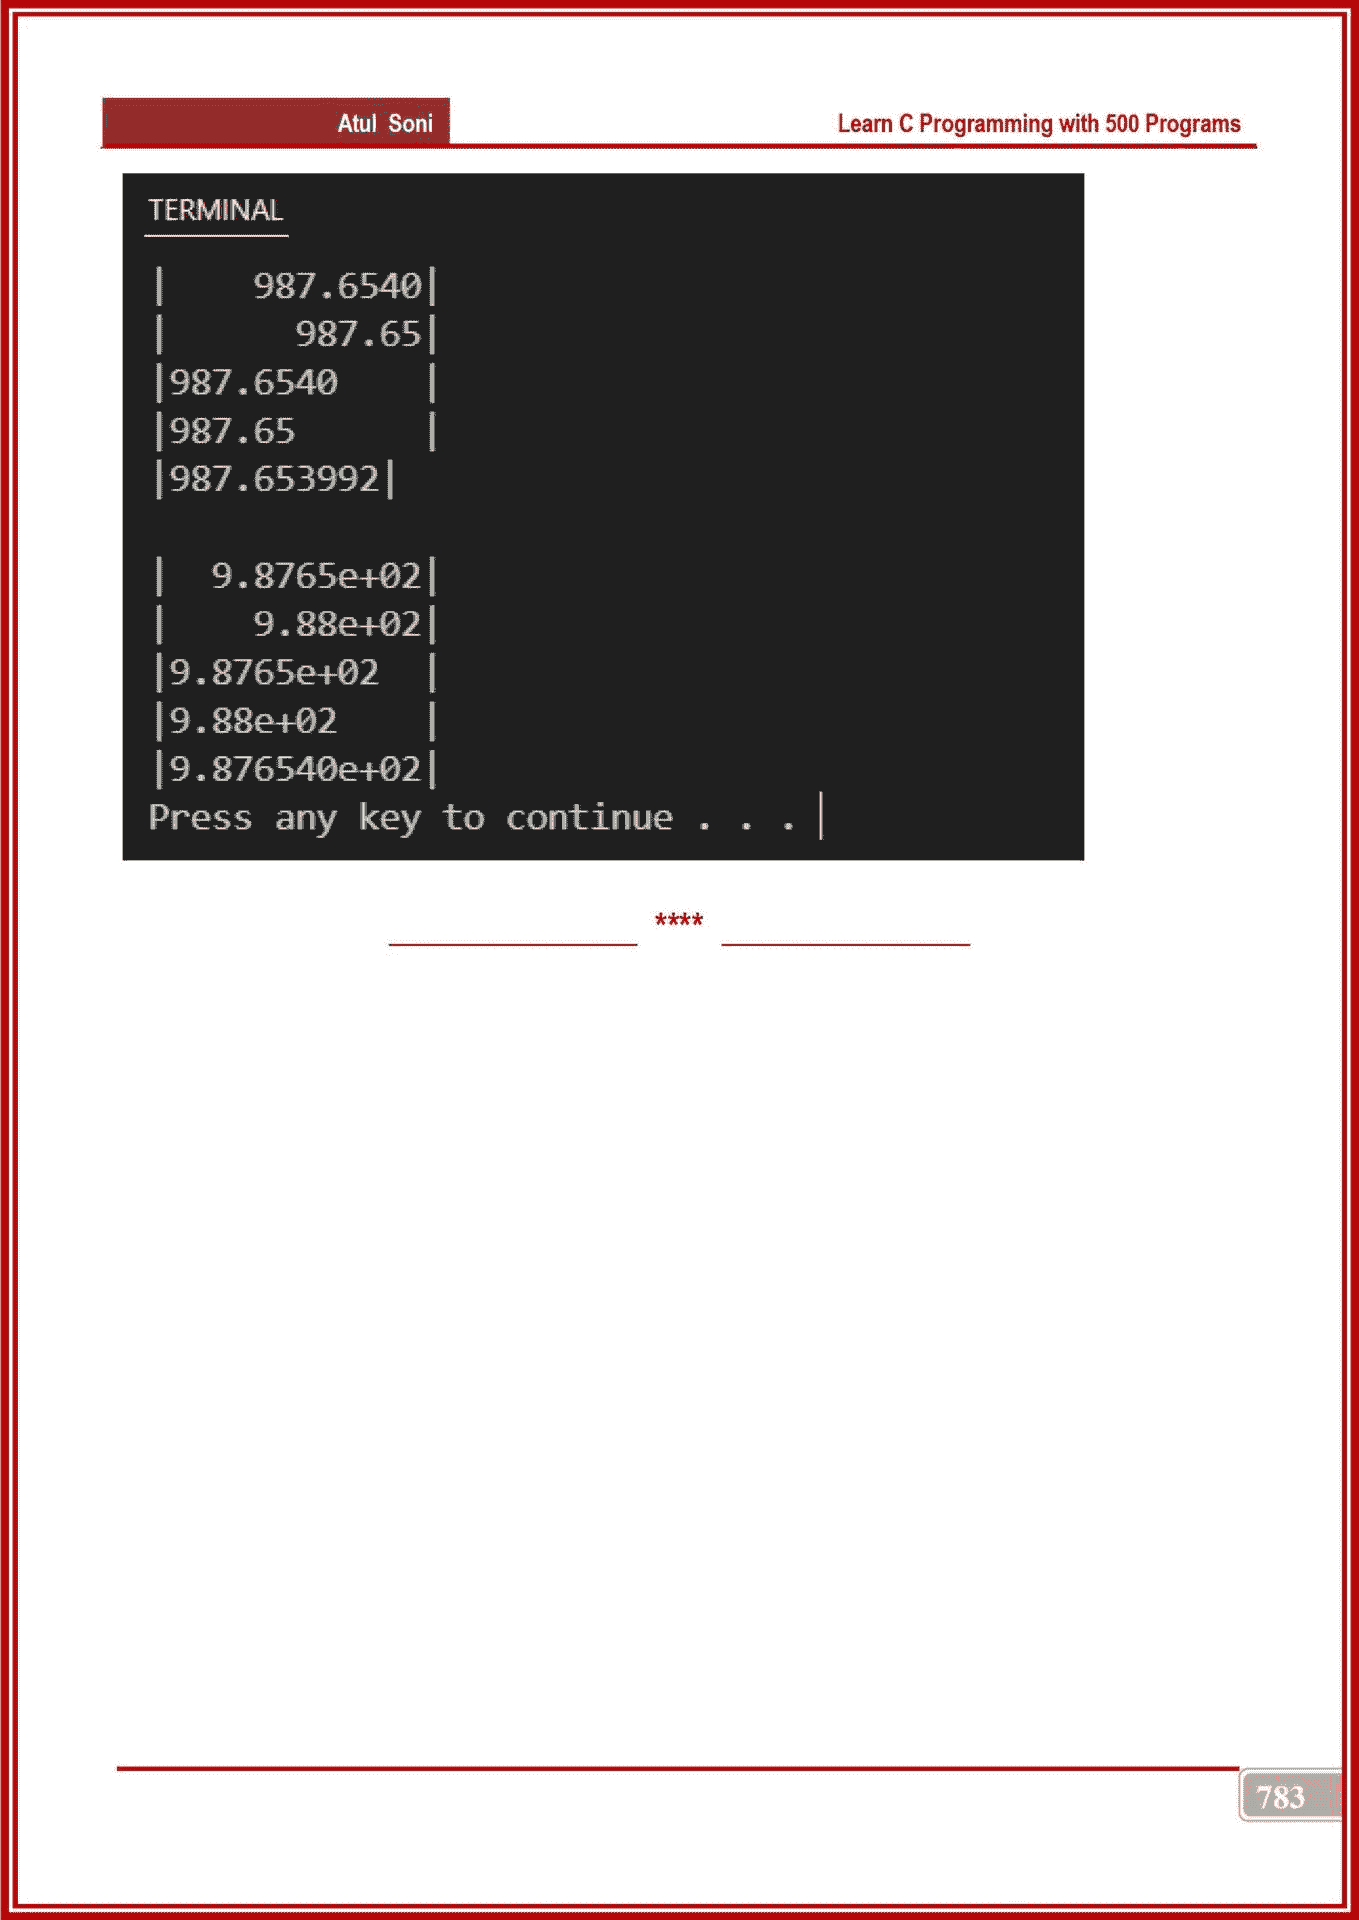 Atul Soni
Learn C Programming with 500 Programs
TERMINAL
|    987.6540|
|      987.65|
|987.6540    |
|987.65      |
|987.653992|
|  9.8765e+02|
|    9.88e+02|
|9.8765e+02  |
|9.88e+02    |
|9.876540e+02|
Press any key to continue . . .
****
783